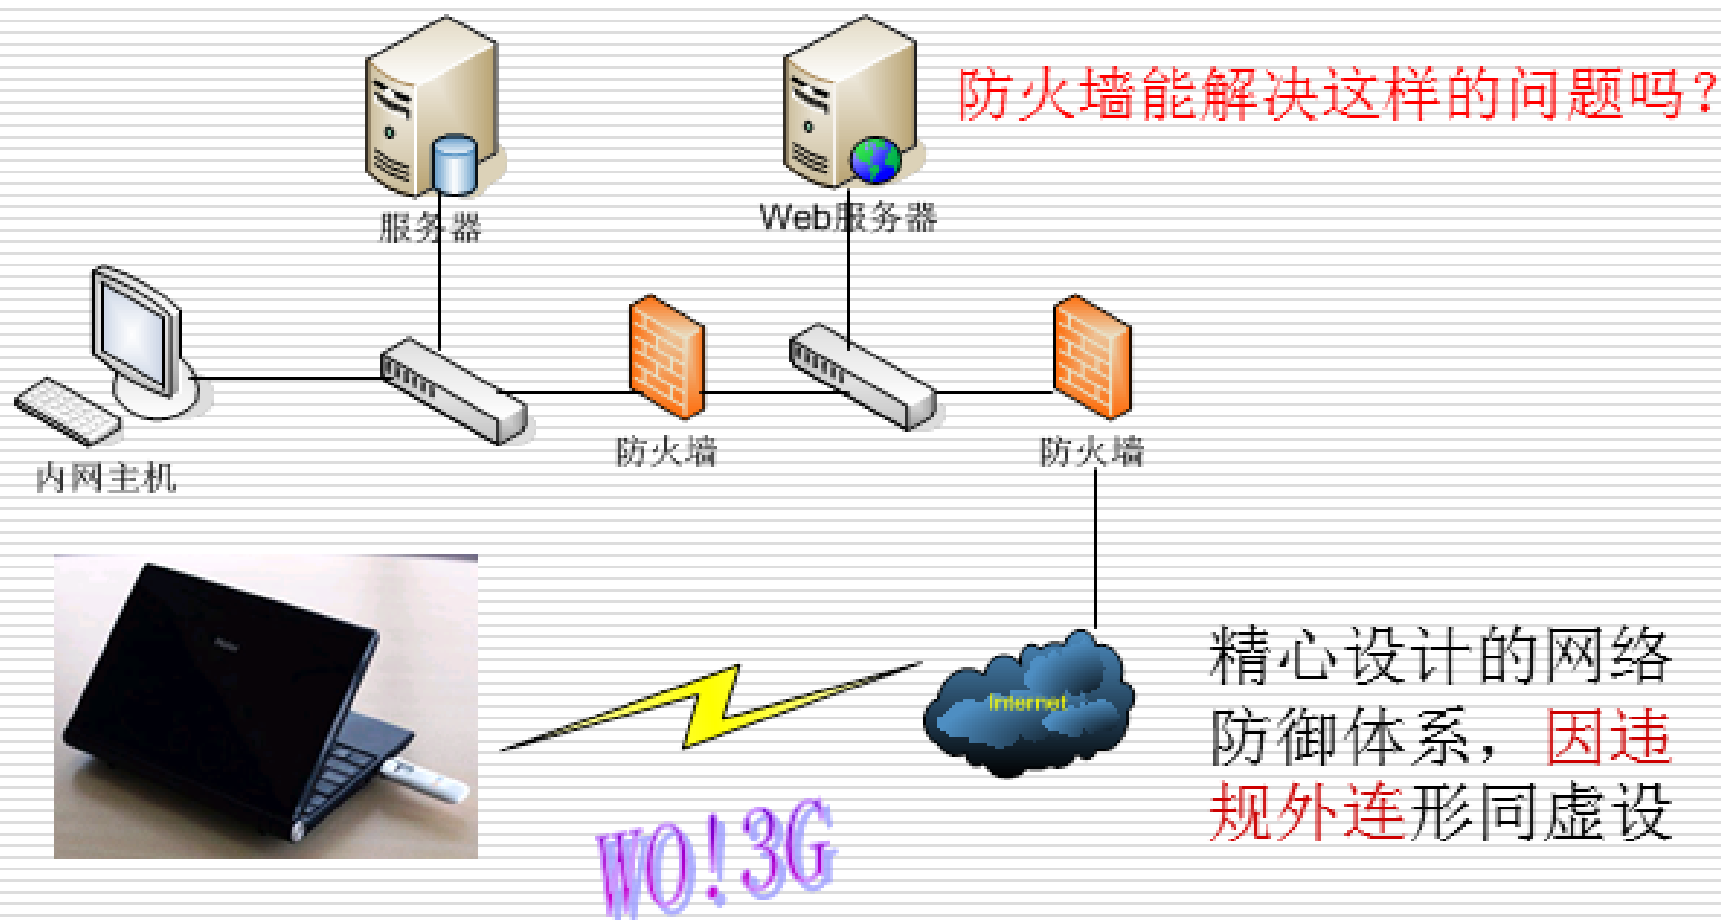 防火墙能解决这样的问题吗?
服务器
Web服务器
防火墙
防火墙
内网主机
Internet
精心设计的网络
防御体系，因违
规外连形同虚设
WO!3G